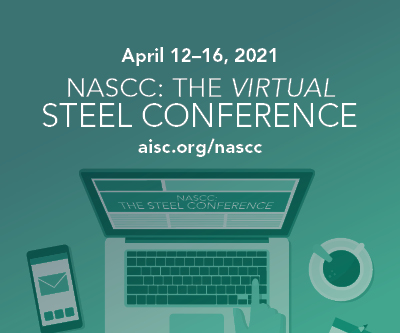 April 12–16, 2021
NASCC: THE VIRTUAL
STEEL CONFERENCE
aisc.org/nascc
NASCC:
THE STEEL CONFERENCE